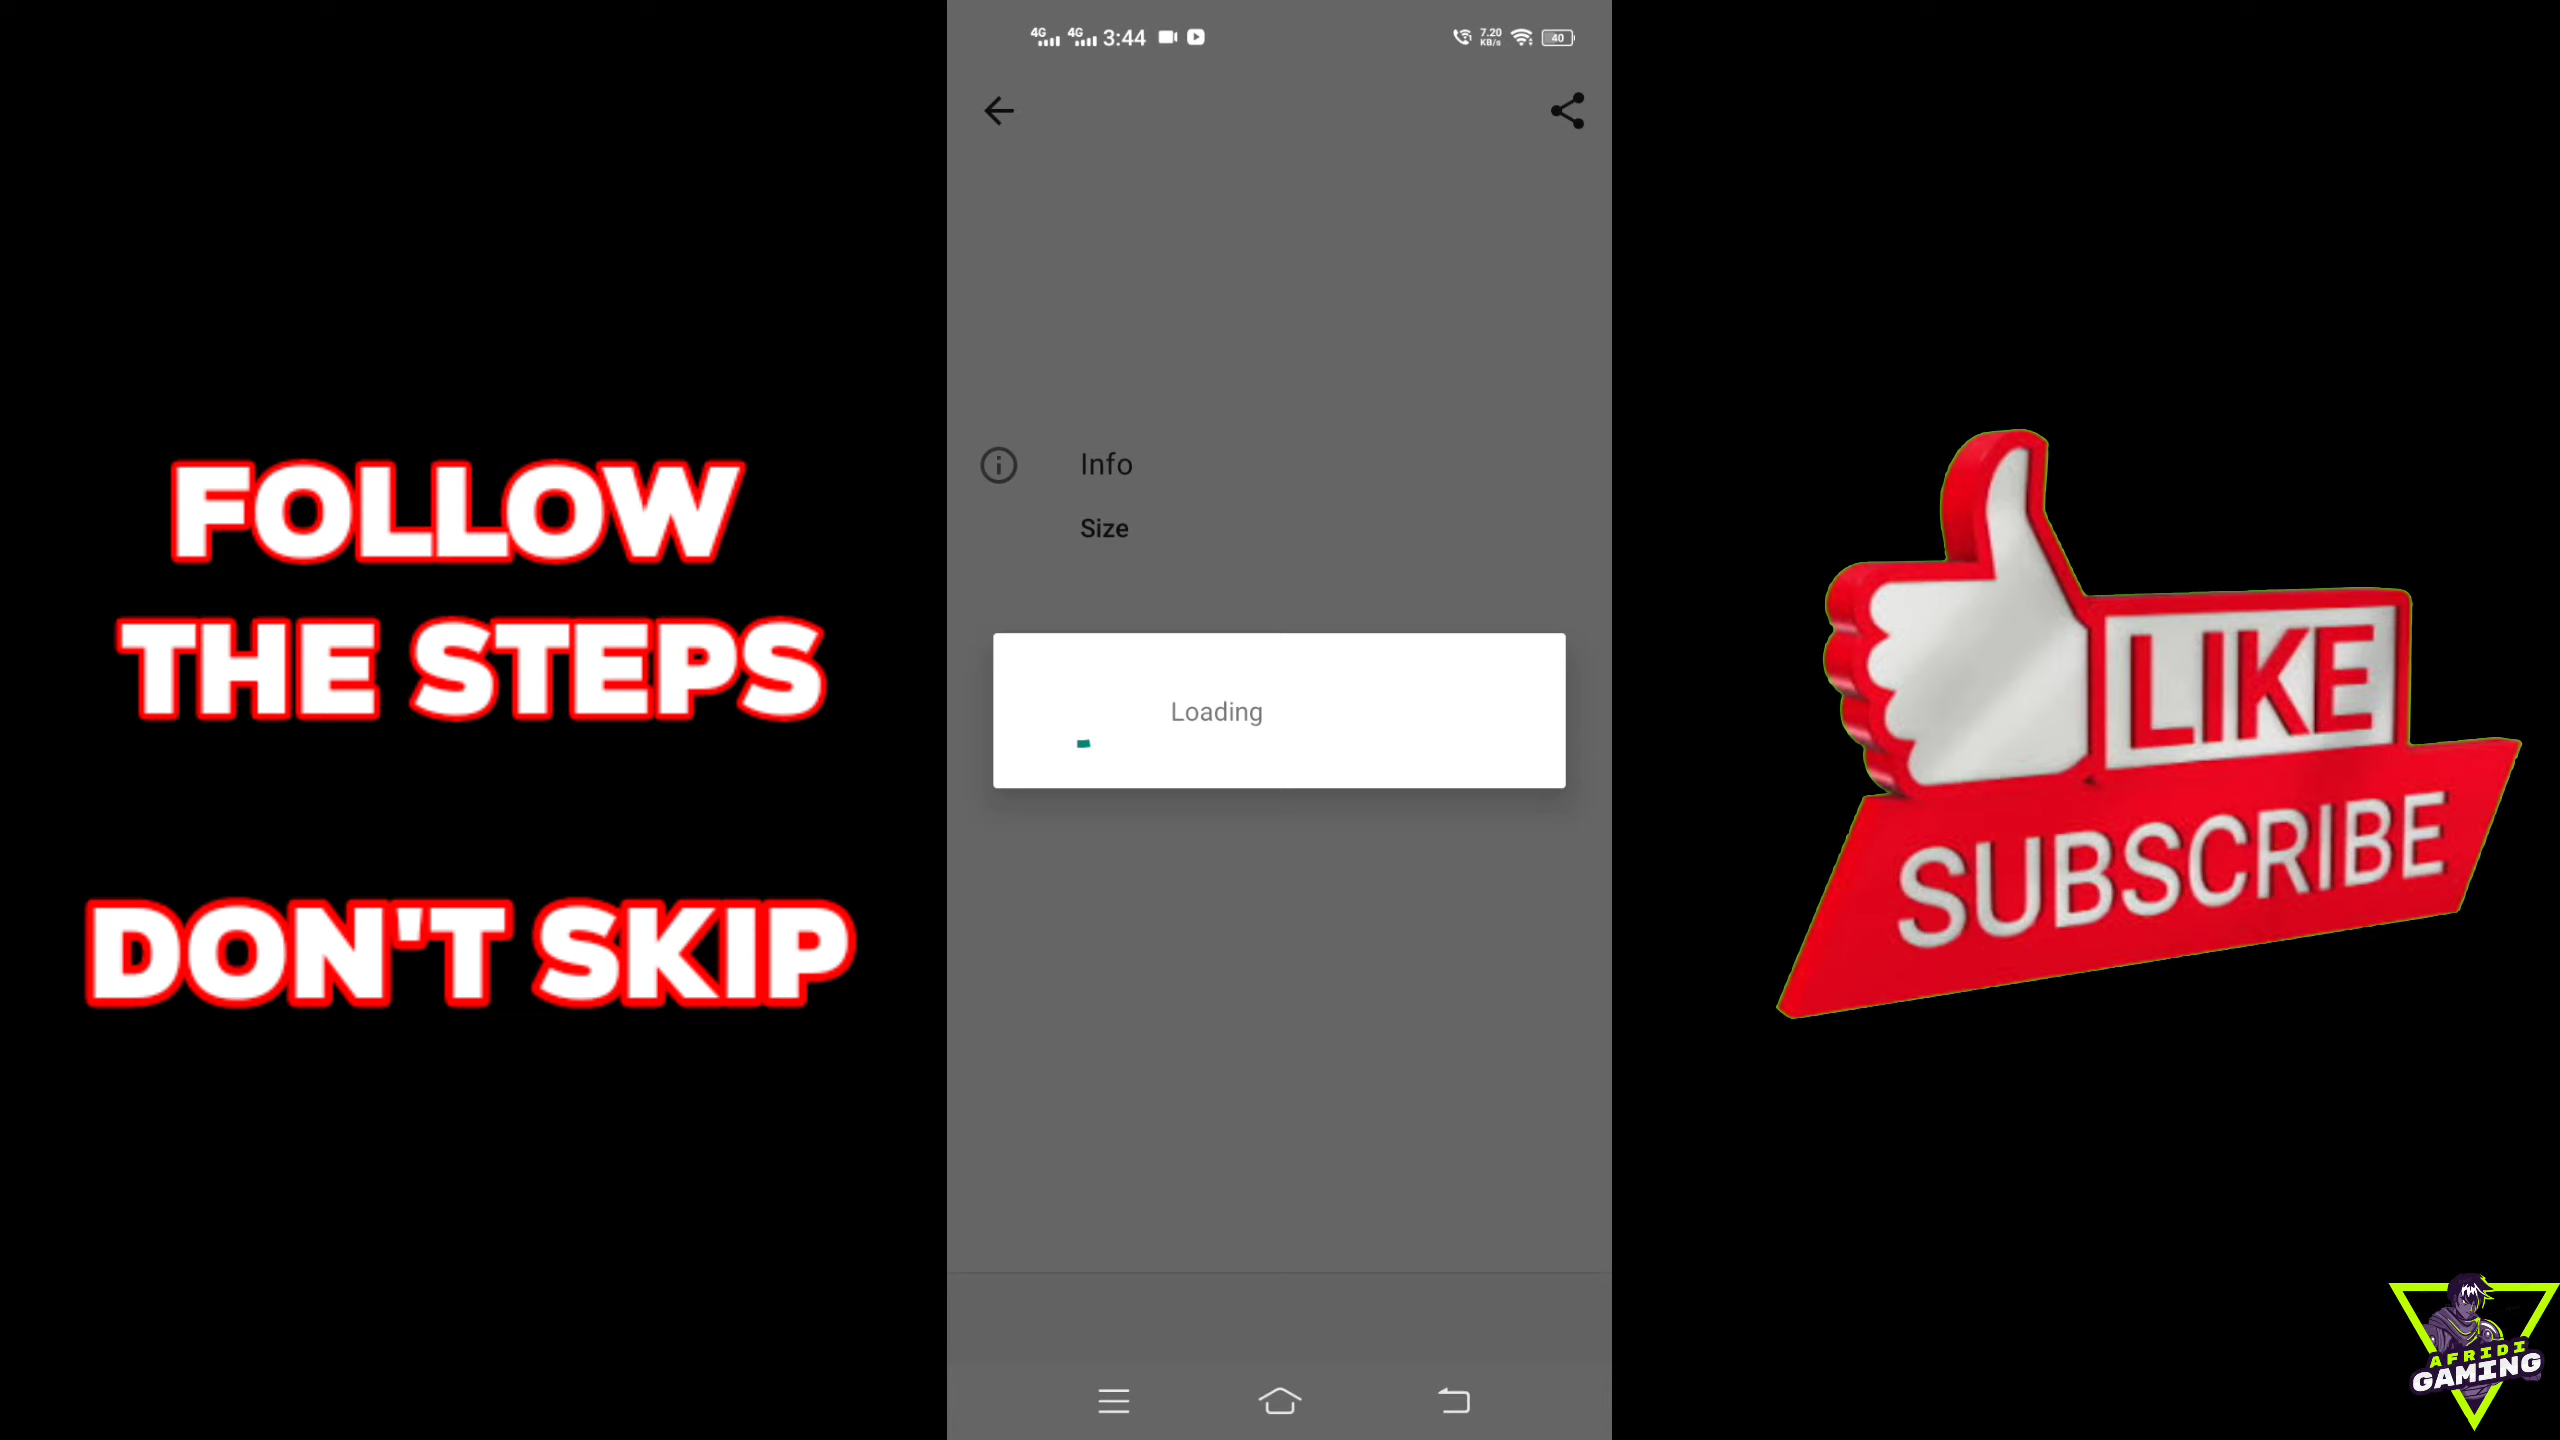 4G 4G 3:44 7.20 KB/s 40
FOLLOW
THE STEPS
DON'T SKIP
Info
Size
Loading
LIKE
SUBSCRIBE
AFRIDI
GAMING